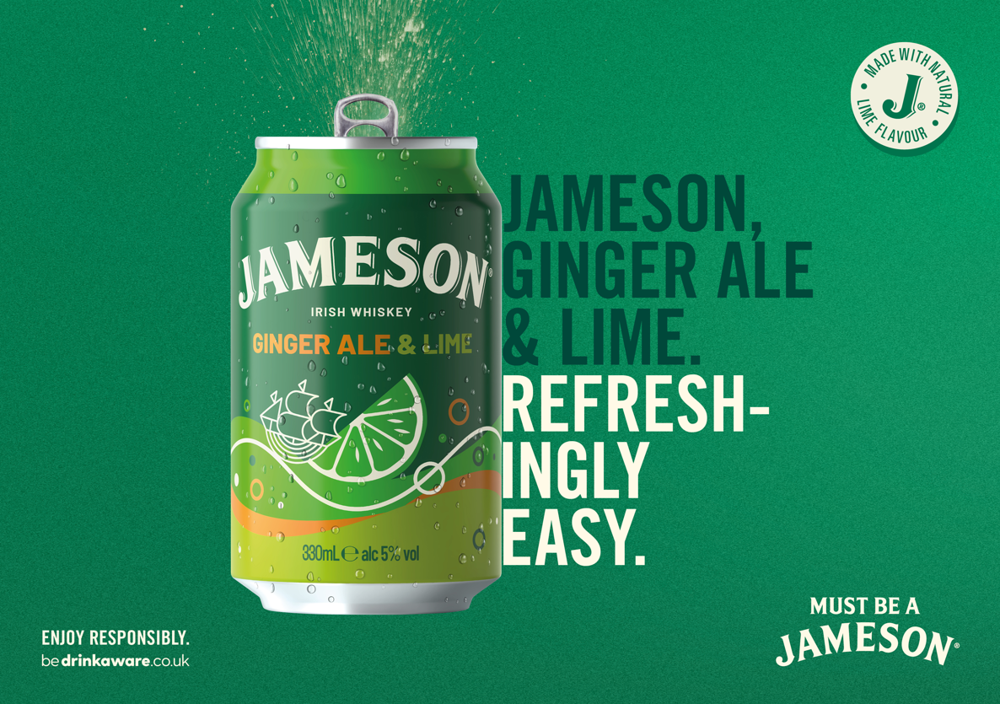 MADE WITH NATURAL
LIME FLAVOUR
J®
JAMESON®
IRISH WHISKEY
GINGER ALE & LIME
330mL ℮ alc 5% vol
JAMESON,
GINGER ALE
& LIME.
REFRESH-
INGLY
EASY.
ENJOY RESPONSIBLY.
bedrinkaware.co.uk
MUST BE A
JAMESON®